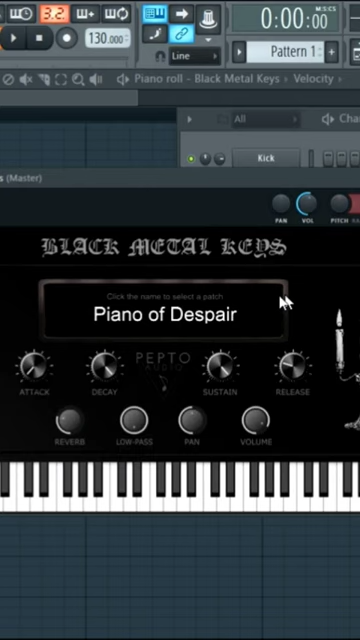 3.2
130.000
0:00:00
M:S:CS
Line
Pattern 1
Piano roll - Black Metal Keys › Velocity ›
All
Kick
(Master)
PAN
VOL
PITCH
BLACK METAL KEYS
Click the name to select a patch
Piano of Despair
PEPTO
AUDIO
ATTACK
DECAY
SUSTAIN
RELEASE
REVERB
LOW-PASS
PAN
VOLUME